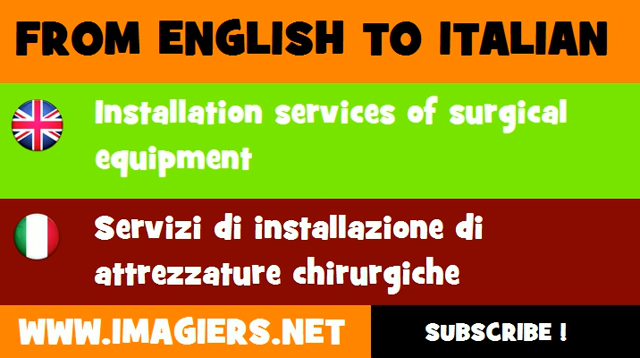 FROM ENGLISH TO ITALIAN
Installation services of surgical
equipment
Servizi di installazione di
attrezzature chirurgiche
WWW.IMAGIERS.NET
SUBSCRIBE !